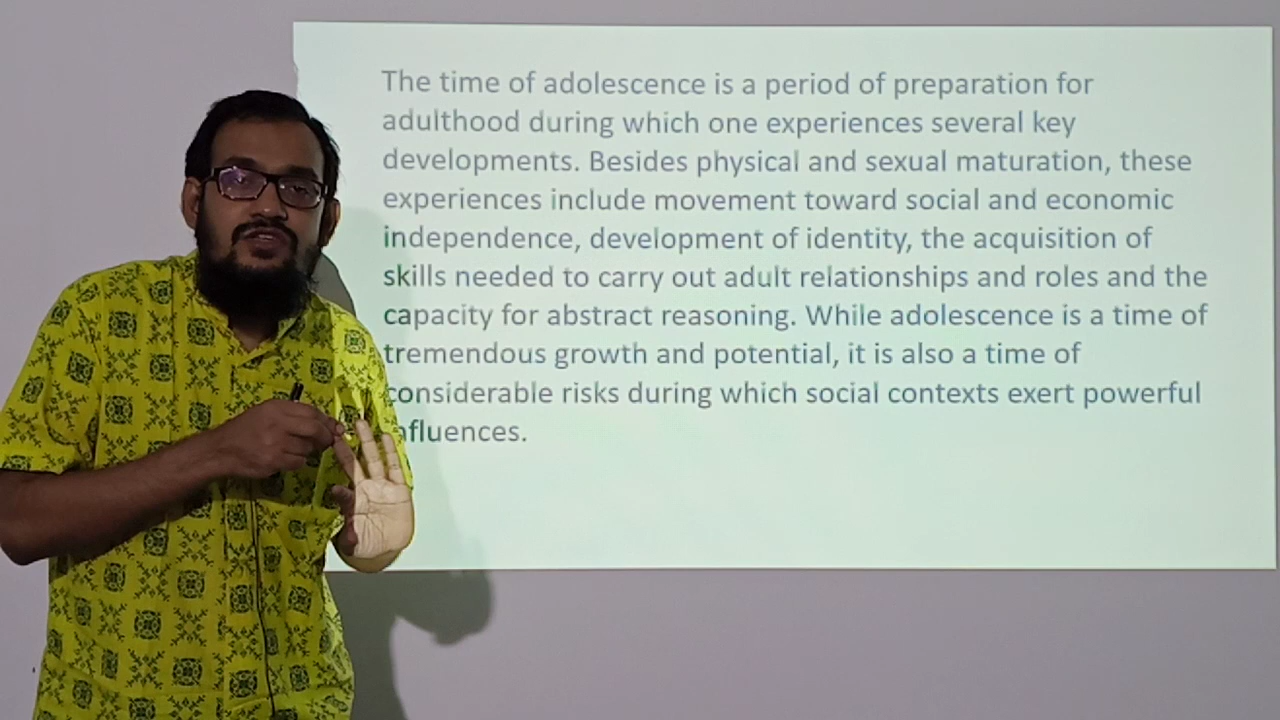 The time of adolescence is a period of preparation for
adulthood during which one experiences several key
developments. Besides physical and sexual maturation, these
experiences include movement toward social and economic
independence, development of identity, the acquisition of
skills needed to carry out adult relationships and roles and the
capacity for abstract reasoning. While adolescence is a time of
tremendous growth and potential, it is also a time of
considerable risks during which social contexts exert powerful
influences.